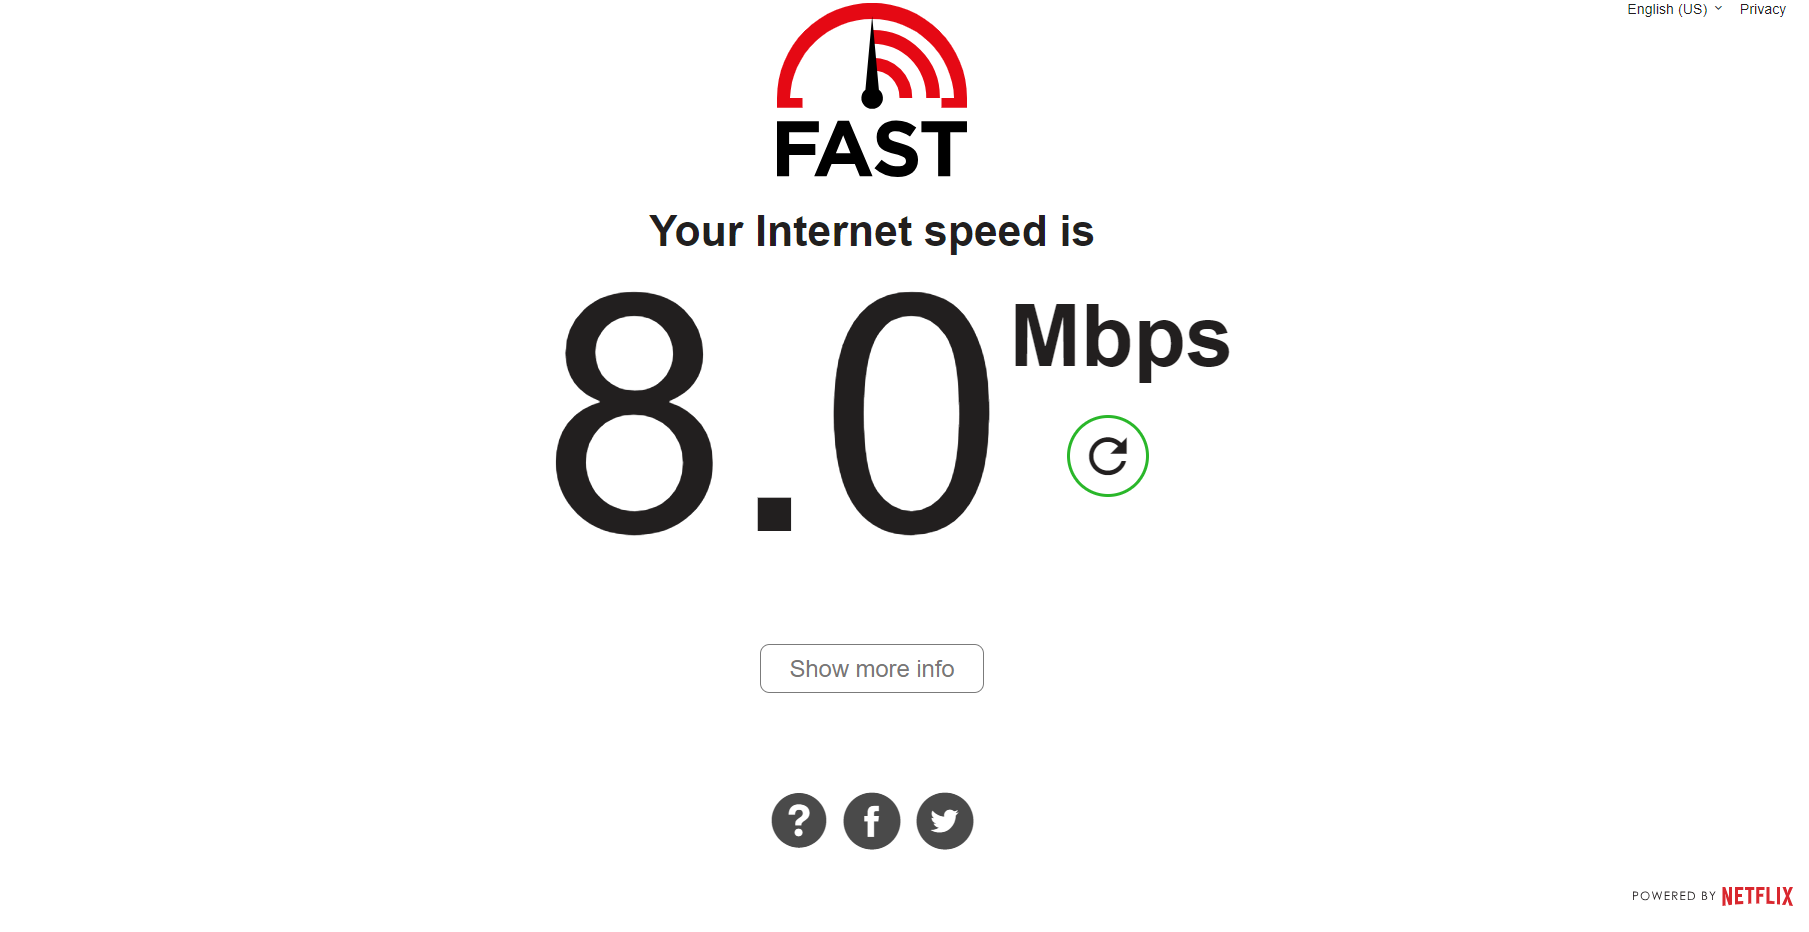 English (US) Privacy
FAST
Your Internet speed is
8.0 Mbps
Show more info
?
f
POWERED BY NETFLIX